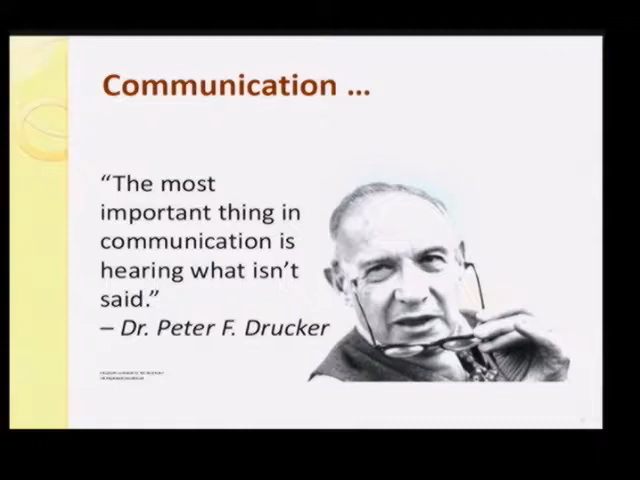 Communication ...
“The most
important thing in
communication is
hearing what isn’t
said.”
– Dr. Peter F. Drucker